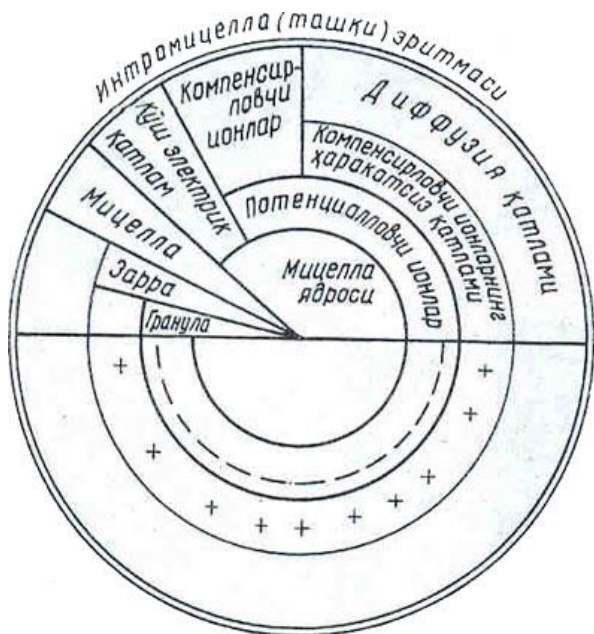 Интрамицелла (ташки) эритмаси
Компенсир-
ловчи
ионлар
Диффузия қатлами
Қўш электрик
қатлам
Компенсирловчи ионларнинг
ҳаракатсиз қатлами
Мицелла
Потенциалловчи ионлар
Зарра
Мицелла
ядроси
Гранула
+ + + + + + + + + +